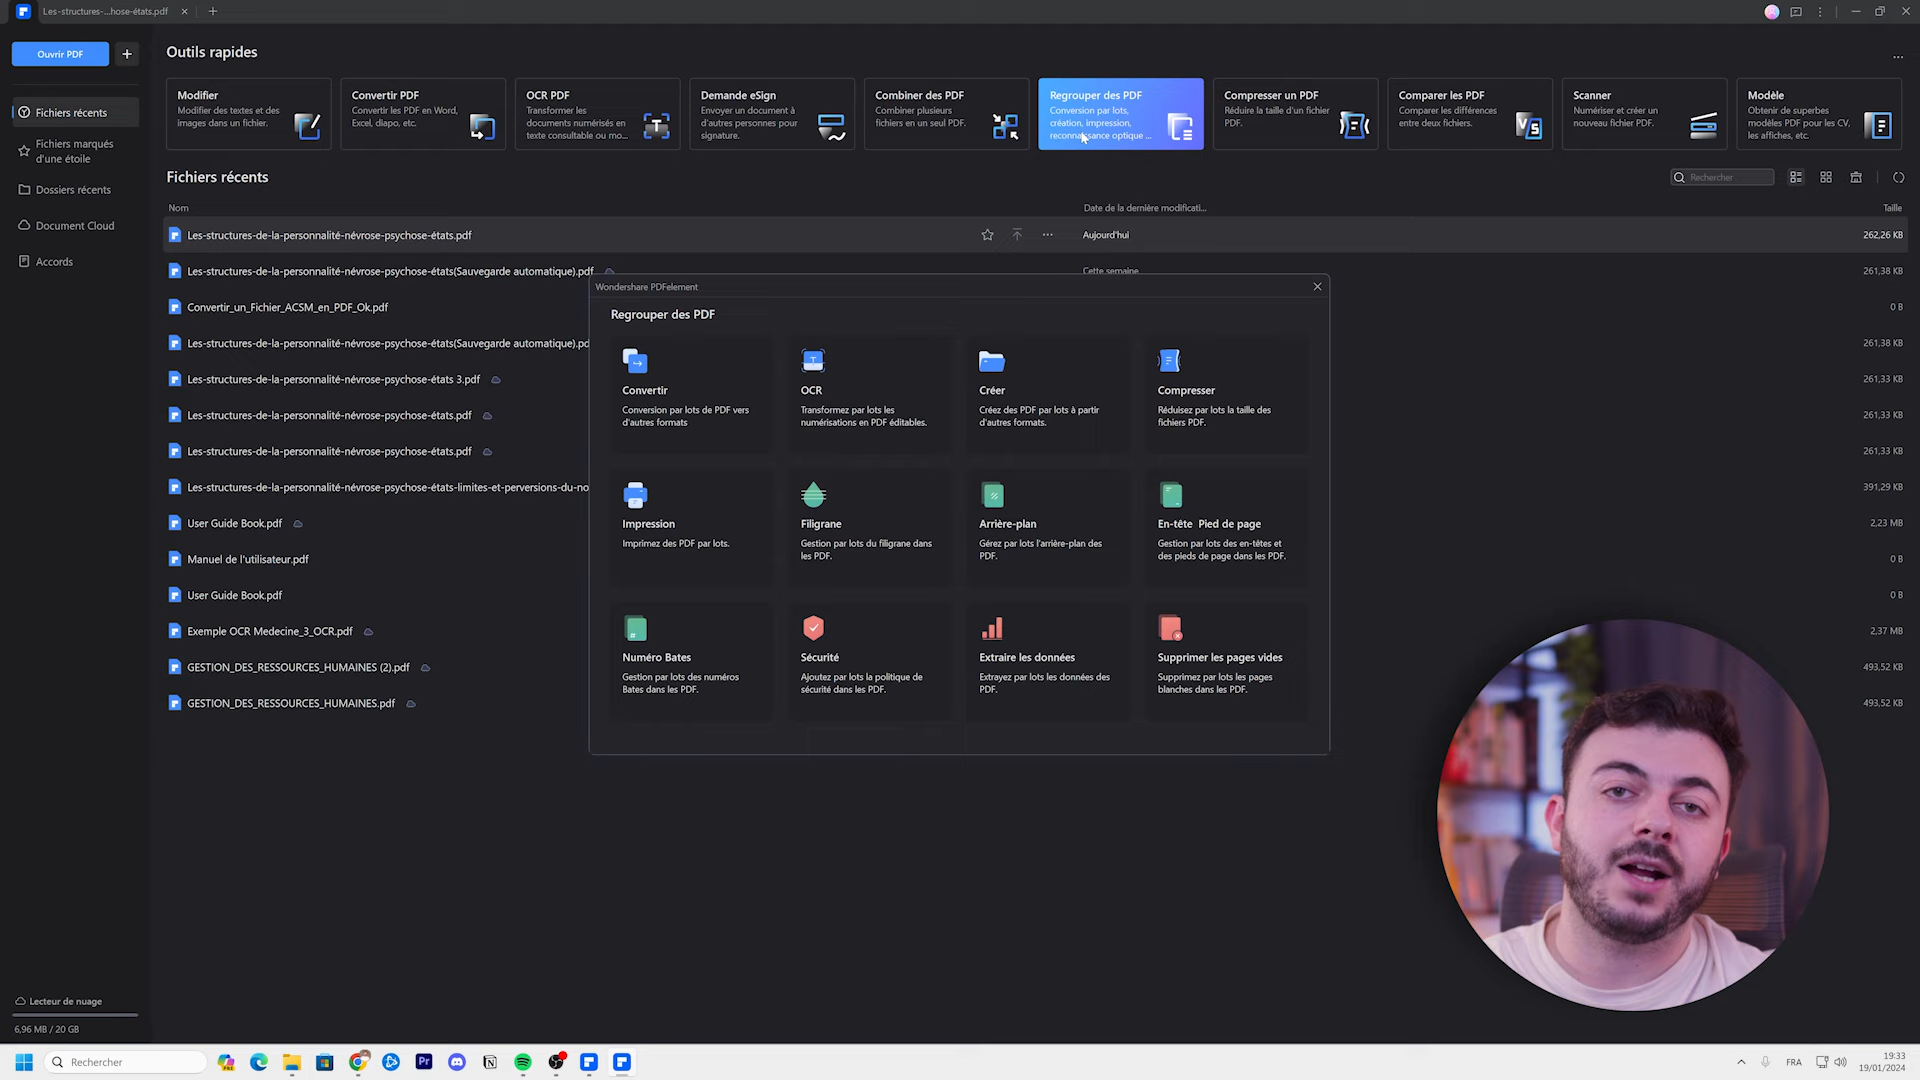 Les-structures-...hose-états.pdf
Ouvrir PDF
Fichiers récents
Fichiers marqués
d'une étoile
Dossiers récents
Document Cloud
Accords
Outils rapides
Modifier
Modifier des textes et des
images dans un fichier.
Convertir PDF
Convertir les PDF en Word,
Excel, diapo, etc.
OCR PDF
Transformer les
documents numérisés en
texte consultable ou mo...
Demande eSign
Envoyer un document à
d'autres personnes pour
signature.
Combiner des PDF
Combiner plusieurs
fichiers en un seul PDF.
Regrouper des PDF
Conversion par lots,
création, impression,
reconnaissance optique ...
Compresser un PDF
Réduire la taille d'un fichier
PDF.
Comparer les PDF
Comparer les différences
entre deux fichiers.
Scanner
Numériser et créer un
nouveau fichier PDF.
Modèle
Obtenir de superbes
modèles PDF pour les CV,
les affiches, etc.
Fichiers récents
Rechercher
Nom
Date de la dernière modificati...
Taille
Les-structures-de-la-personnalité-névrose-psychose-états.pdf
Aujourd'hui
262,26 KB
Les-structures-de-la-personnalité-névrose-psychose-états(Sauvegarde automatique).pdf
Cette semaine
261,38 KB
Convertir_un_Fichier_ACSM_en_PDF_Ok.pdf
0 B
Les-structures-de-la-personnalité-névrose-psychose-états(Sauvegarde automatique).pd
261,38 KB
Les-structures-de-la-personnalité-névrose-psychose-états 3.pdf
261,33 KB
Les-structures-de-la-personnalité-névrose-psychose-états.pdf
261,33 KB
Les-structures-de-la-personnalité-névrose-psychose-états.pdf
261,33 KB
Les-structures-de-la-personnalité-névrose-psychose-états-limites-et-perversions-du-no
391,29 KB
User Guide Book.pdf
2,23 MB
Manuel de l'utilisateur.pdf
0 B
User Guide Book.pdf
0 B
Exemple OCR Medecine_3_OCR.pdf
2,37 MB
GESTION_DES_RESSOURCES_HUMAINES (2).pdf
493,52 KB
GESTION_DES_RESSOURCES_HUMAINES.pdf
493,52 KB
Wondershare PDFelement
Regrouper des PDF
Convertir
Conversion par lots de PDF vers
d'autres formats
OCR
Transformez par lots les
numérisations en PDF éditables.
Créer
Créez des PDF par lots à partir
d'autres formats.
Compresser
Réduisez par lots la taille des
fichiers PDF.
Impression
Imprimez des PDF par lots.
Filigrane
Gestion par lots du filigrane dans
les PDF.
Arrière-plan
Gérez par lots l'arrière-plan des
PDF.
En-tête Pied de page
Gestion par lots des en-têtes et
des pieds de page dans les PDF.
Numéro Bates
Gestion par lots des numéros
Bates dans les PDF.
Sécurité
Ajoutez par lots la politique de
sécurité dans les PDF.
Extraire les données
Extrayez par lots les données des
PDF.
Supprimer les pages vides
Supprimez par lots les pages
blanches dans les PDF.
Lecteur de nuage
6,96 MB / 20 GB
Rechercher
Pr
FRA
19:33
19/01/2024